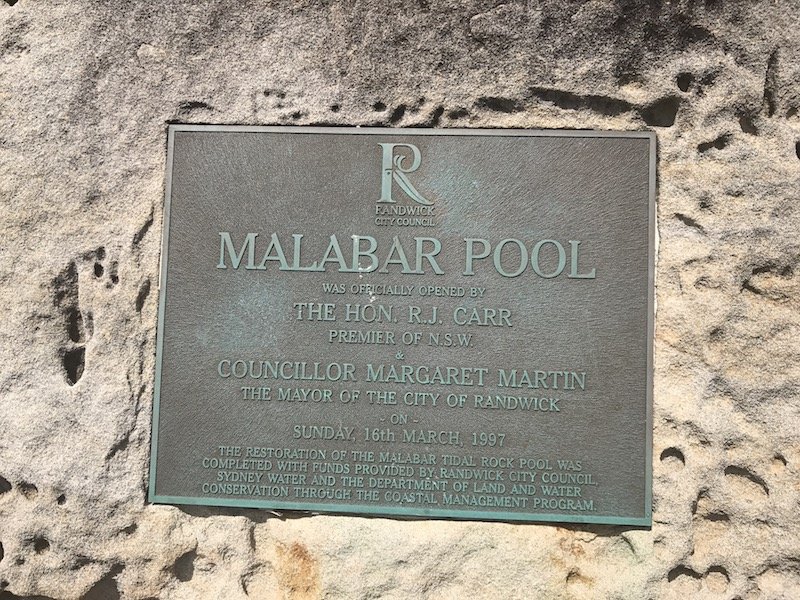 R
RANDWICK
CITY COUNCIL
MALABAR POOL
WAS OFFICIALLY OPENED BY
THE HON. R.J. CARR
PREMIER OF N.S.W.
&
COUNCILLOR MARGARET MARTIN
THE MAYOR OF THE CITY OF RANDWICK
- ON -
SUNDAY, 16th MARCH, 1997
THE RESTORATION OF THE MALABAR TIDAL ROCK POOL WAS
COMPLETED WITH FUNDS PROVIDED BY RANDWICK CITY COUNCIL,
SYDNEY WATER AND THE DEPARTMENT OF LAND AND WATER
CONSERVATION THROUGH THE COASTAL MANAGEMENT PROGRAM.